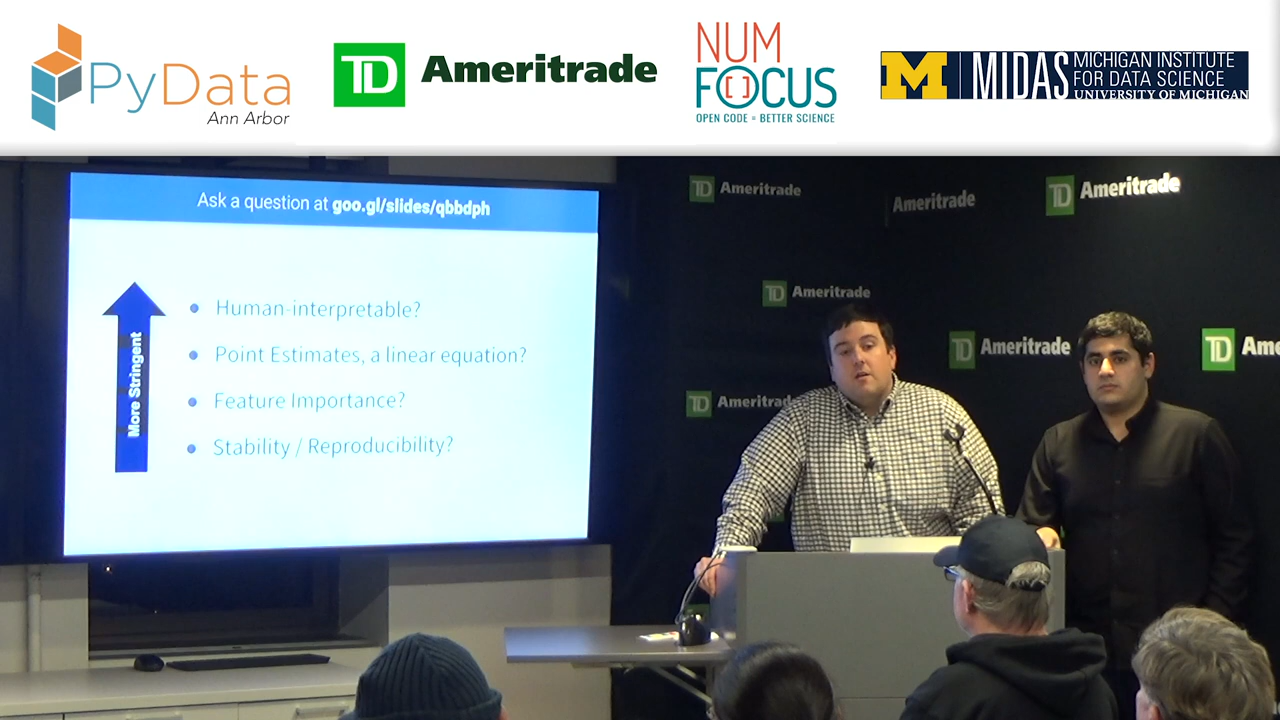 PyData
Ann Arbor
TD Ameritrade
NUM
FOCUS
OPEN CODE = BETTER SCIENCE
M MIDAS MICHIGAN INSTITUTE
FOR DATA SCIENCE
UNIVERSITY OF MICHIGAN
Ask a question at goo.gl/slides/qbbdph
More Stringent
Human-interpretable?
Point Estimates, a linear equation?
Feature Importance?
Stability / Reproducibility?
TD Ameritrade
Ameritrade
TD Ameritrade
TD Ameritrade
TD Ameritrade
TD Ame
TD Ameritrade